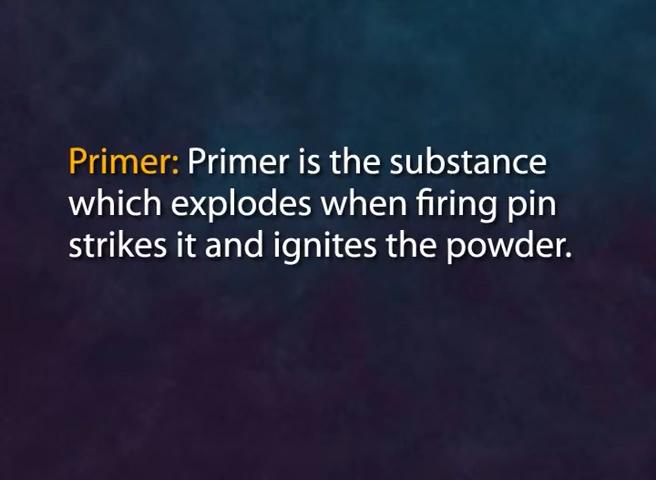 Primer: Primer is the substance
which explodes when firing pin
strikes it and ignites the powder.